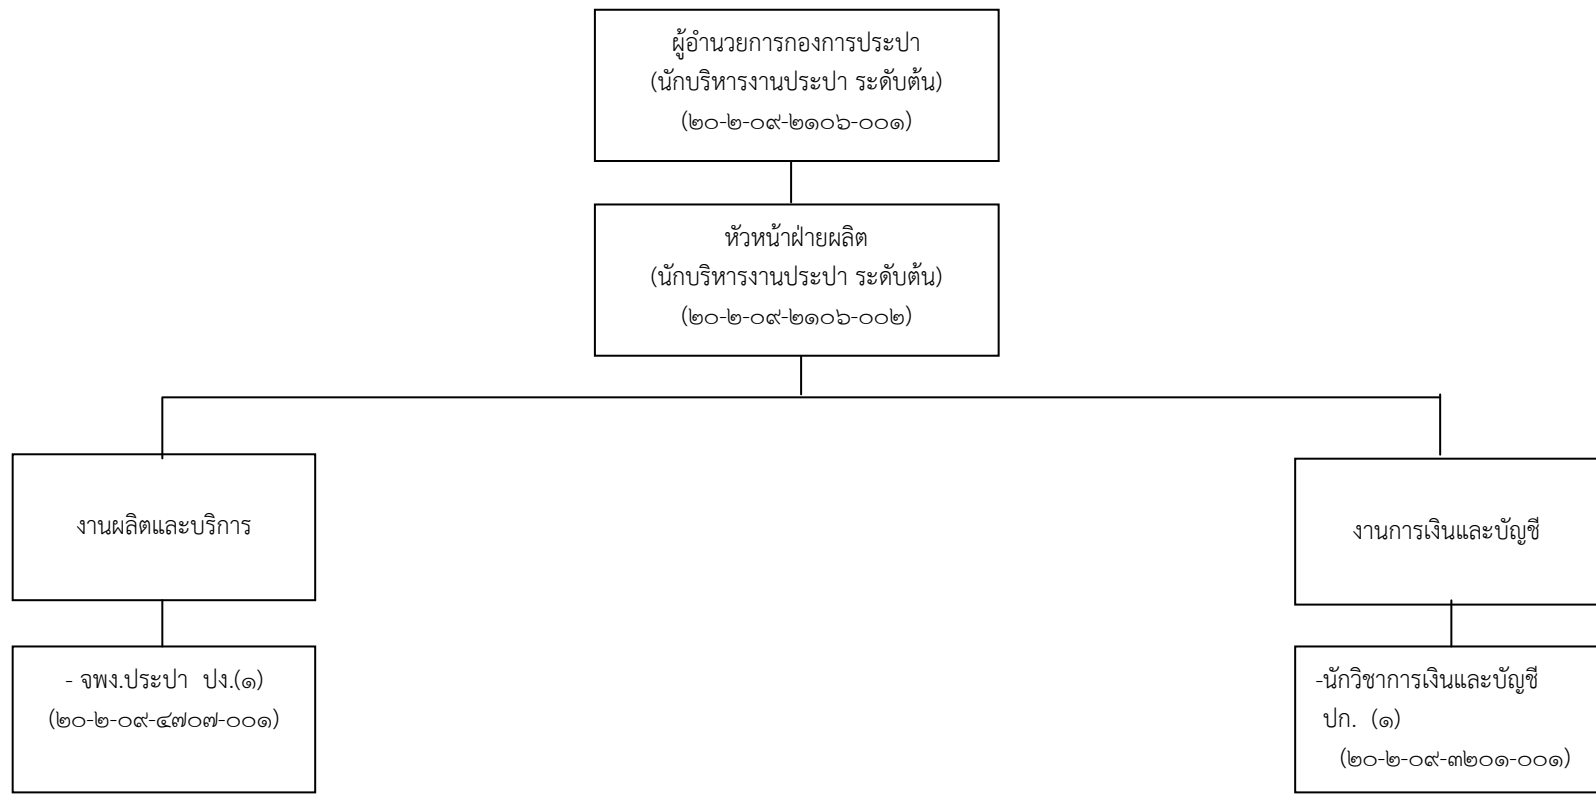 ผู้อำนวยการกองการประปา
(นักบริหารงานประปา ระดับต้น)
(๒๐-๒-๐๙-๒๑๐๖-๐๐๑)
หัวหน้าฝ่ายผลิต
(นักบริหารงานประปา ระดับต้น)
(๒๐-๒-๐๙-๒๑๐๖-๐๐๒)
งานผลิตและบริการ
งานการเงินและบัญชี
- จพง.ประปา ปง.(๑)
(๒๐-๒-๐๙-๔๗๐๗-๐๐๑)
-นักวิชาการเงินและบัญชี
ปก. (๑)
(๒๐-๒-๐๙-๓๒๐๑-๐๐๑)